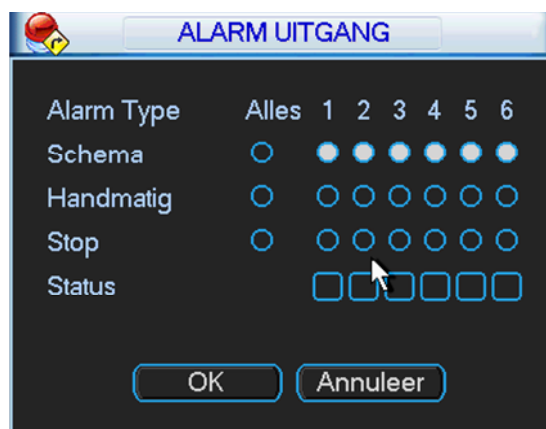 ALARM UITGANG
Alarm Type Alles 1 2 3 4 5 6
Schema
Handmatig
Stop
Status
OK Annuleer